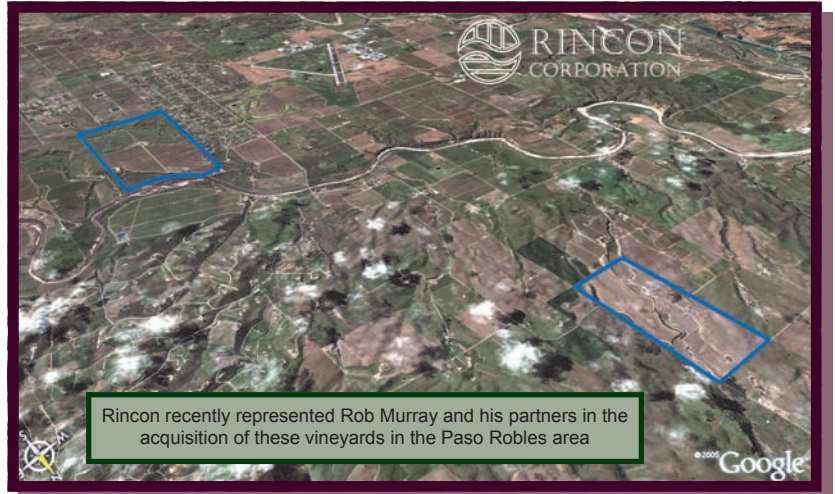 RINCON
CORPORATION
Rincon recently represented Rob Murray and his partners in the
acquisition of these vineyards in the Paso Robles area
S
W
©2005 Google